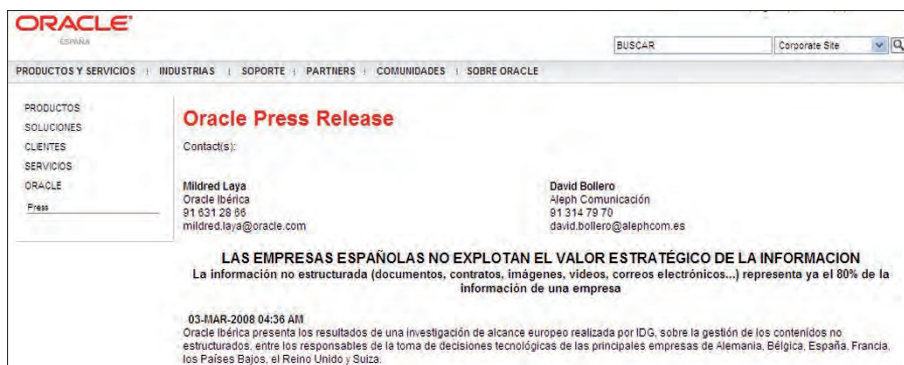 ORACLE
ESPAÑA
BUSCAR
Corporate Site
PRODUCTOS Y SERVICIOS | INDUSTRIAS | SOPORTE | PARTNERS | COMUNIDADES | SOBRE ORACLE
PRODUCTOS
SOLUCIONES
CLIENTES
SERVICIOS
ORACLE
Press
Oracle Press Release
Contact(s):
Mildred Laya
Oracle Ibérica
91 631 28 66
mildred.laya@oracle.com
David Bollero
Aleph Comunicación
91 314 79 70
david.bollero@alephcom.es
LAS EMPRESAS ESPAÑOLAS NO EXPLOTAN EL VALOR ESTRATÉGICO DE LA INFORMACION
La información no estructurada (documentos, contratos, imágenes, vídeos, correos electrónicos...) representa ya el 80% de la
información de una empresa
03-MAR-2008 04:36 AM
Oracle Ibérica presenta los resultados de una investigación de alcance europeo realizada por IDG, sobre la gestión de los contenidos no
estructurados, entre los responsables de la toma de decisiones tecnológicas de las principales empresas de Alemania, Bélgica, España, Francia,
los Países Bajos, el Reino Unido y Suiza.